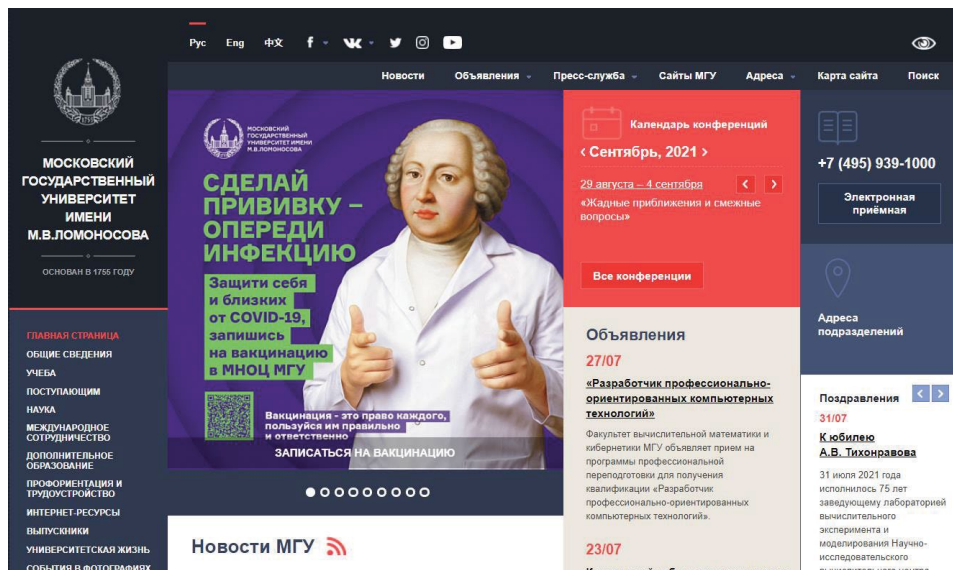 Рус Eng 中文
Новости Объявления Пресс-служба Сайты МГУ Адреса Карта сайта Поиск
1755
МОСКОВСКИЙ
ГОСУДАРСТВЕННЫЙ
УНИВЕРСИТЕТ
ИМЕНИ
М.В.ЛОМОНОСОВА
ОСНОВАН В 1755 ГОДУ
ГЛАВНАЯ СТРАНИЦА
ОБЩИЕ СВЕДЕНИЯ
УЧЕБА
ПОСТУПАЮЩИМ
НАУКА
МЕЖДУНАРОДНОЕ
СОТРУДНИЧЕСТВО
ДОПОЛНИТЕЛЬНОЕ
ОБРАЗОВАНИЕ
ПРОФОРИЕНТАЦИЯ И
ТРУДОУСТРОЙСТВО
ИНТЕРНЕТ-РЕСУРСЫ
ВЫПУСКНИКИ
УНИВЕРСИТЕТСКАЯ ЖИЗНЬ
СОБЫТИЯ В ФОТОГРАФИЯХ
МОСКОВСКИЙ
ГОСУДАРСТВЕННЫЙ
УНИВЕРСИТЕТ ИМЕНИ
М.В.ЛОМОНОСОВА
СДЕЛАЙ
ПРИВИВКУ –
ОПЕРЕДИ
ИНФЕКЦИЮ
Защити себя
и близких
от COVID-19,
запишись
на вакцинацию
в МНОЦ МГУ
Вакцинация - это право каждого,
пользуйся им правильно
и ответственно
ЗАПИСАТЬСЯ НА ВАКЦИНАЦИЮ
Новости МГУ
Календарь конференций
‹ Сентябрь, 2021 ›
29 августа – 4 сентября
«Жадные приближения и смежные
вопросы»
Все конференции
Объявления
27/07
«Разработчик профессионально-
ориентированных компьютерных
технологий»
Факультет вычислительной математики и
кибернетики МГУ объявляет прием на
программы профессиональной
переподготовки для получения
квалификации «Разработчик
профессионально-ориентированных
компьютерных технологий».
23/07
+7 (495) 939-1000
Электронная
приёмная
Адреса
подразделений
Поздравления
31/07
К юбилею
А.В. Тихонравова
31 июля 2021 года
исполнилось 75 лет
заведующему лабораторией
вычислительного
эксперимента и
моделирования Научно-
исследовательского
вычислительного центра